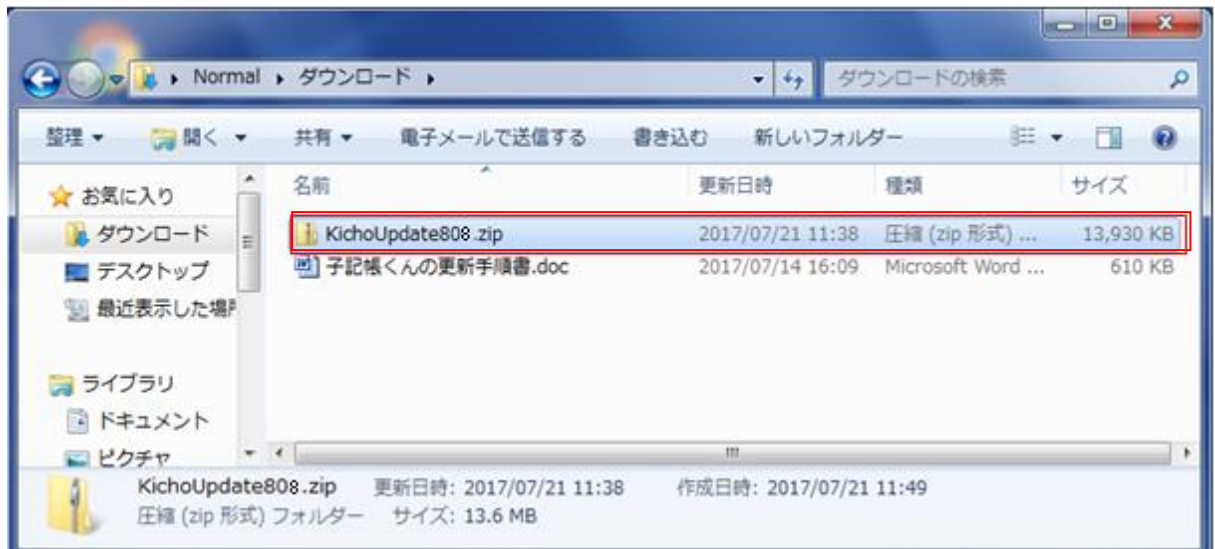 Normal ダウンロード ダウンロードの検索
整理 開く 共有 電子メールで送信する 書き込む 新しいフォルダー
お気に入り
ダウンロード
デスクトップ
最近表示した場所
ライブラリ
ドキュメント
ピクチャ
名前 更新日時 種類 サイズ
KichoUpdate808.zip 2017/07/21 11:38 圧縮 (zip 形式) ... 13,930 KB
子記帳くんの更新手順書.doc 2017/07/14 16:09 Microsoft Word ... 610 KB
KichoUpdate808.zip 更新日時: 2017/07/21 11:38 作成日時: 2017/07/21 11:49
圧縮 (zip 形式) フォルダー サイズ: 13.6 MB